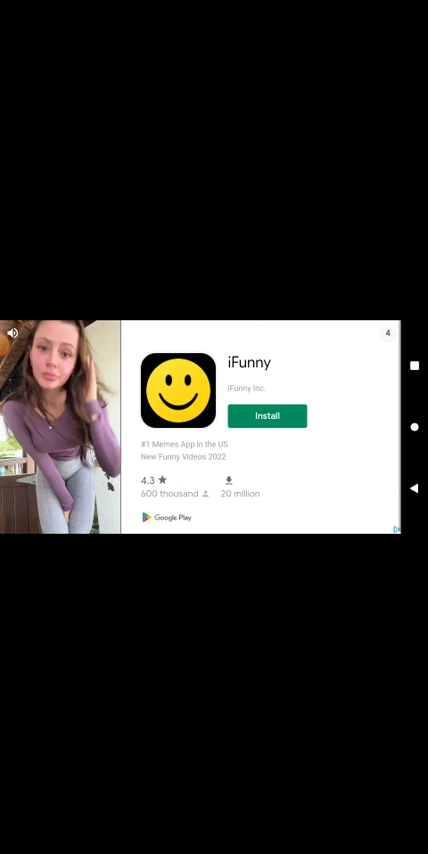 4
iFunny
iFunny Inc.
Install
#1 Memes App in the US
New Funny Videos 2022
4.3
600 thousand
20 million
Google Play